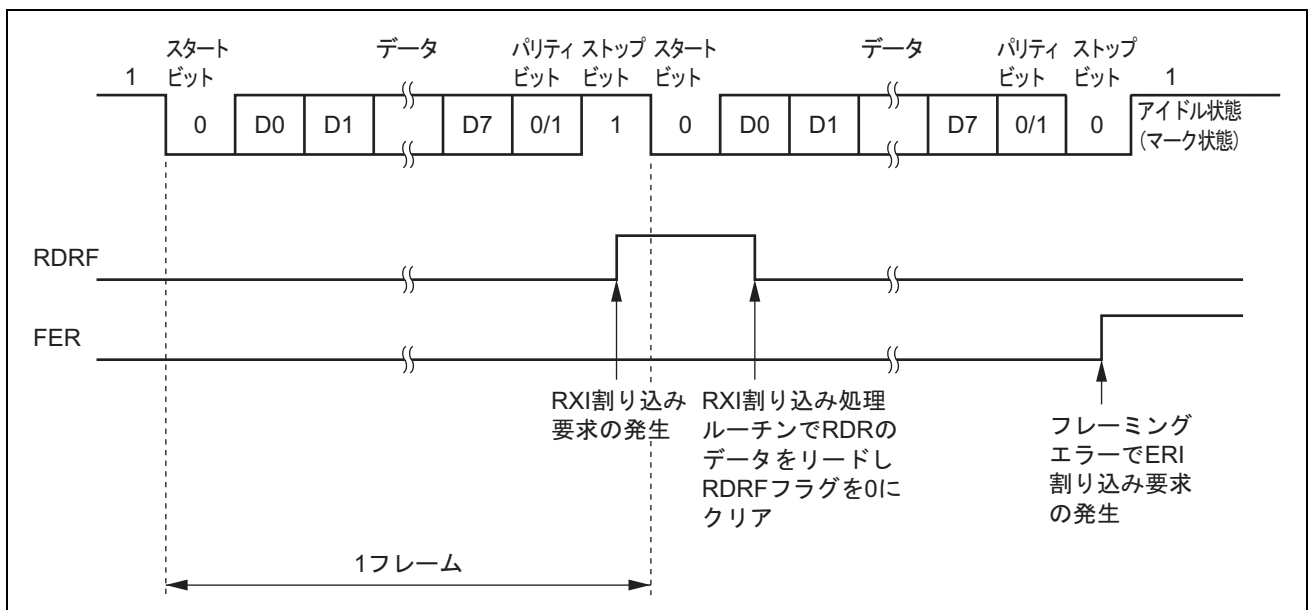 スタート データ パリティ ストップ スタート データ パリティ ストップ
1 ビット ビット ビット ビット ビット ビット 1
0 D0 D1 D7 0/1 1 0 D0 D1 D7 0/1 0 アイドル状態
(マーク状態)
RDRF
FER
RXI割り込み
要求の発生
RXI割り込み処理
ルーチンでRDRの
データをリードし
RDRFフラグを0に
クリア
フレーミング
エラーでERI
割り込み要求
の発生
1フレーム